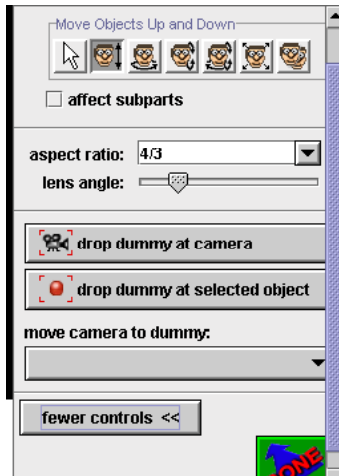 Move Objects Up and Down
affect subparts
aspect ratio: 4/3
lens angle:
drop dummy at camera
drop dummy at selected object
move camera to dummy:
fewer controls <<